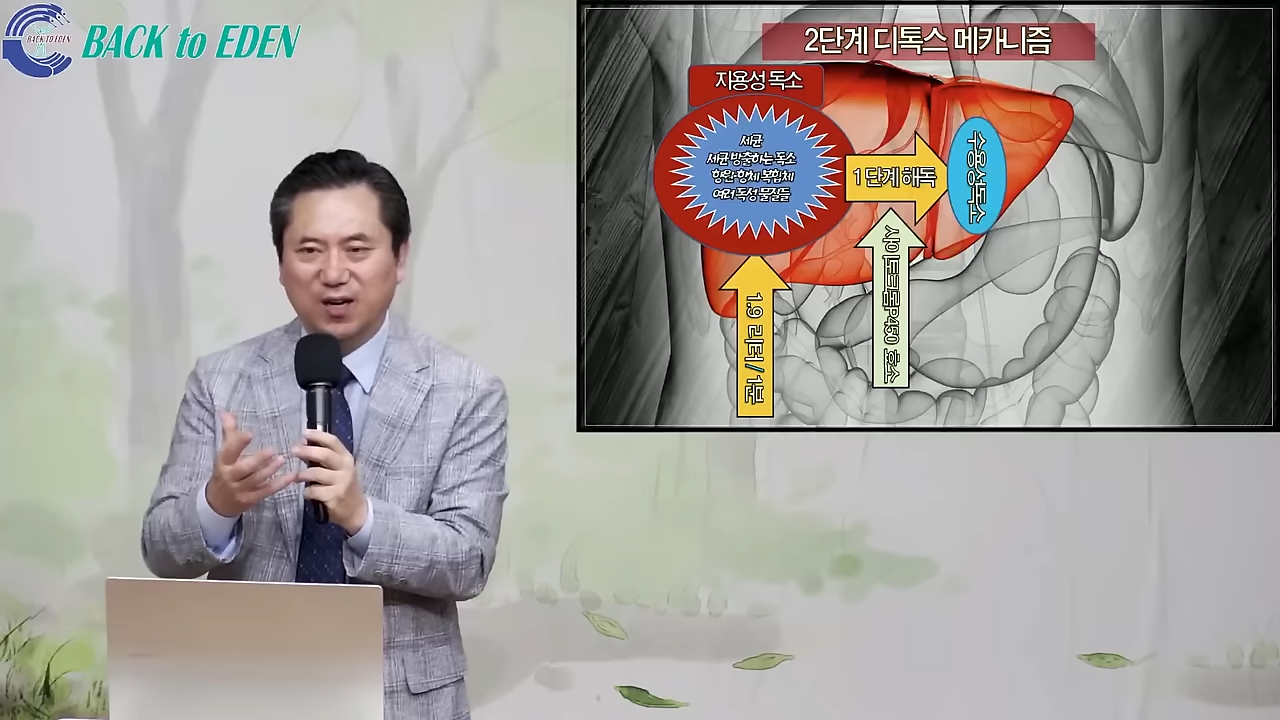 BACK TO EDEN
BACK to EDEN
2단계 디톡스 메카니즘
지용성 독소
세균
세균 방출하는 독소
항원·항체 복합체
여러 독성 물질들
1단계 해독
수용성독소
1.9 리터/1분
사이토크롬P450 효소